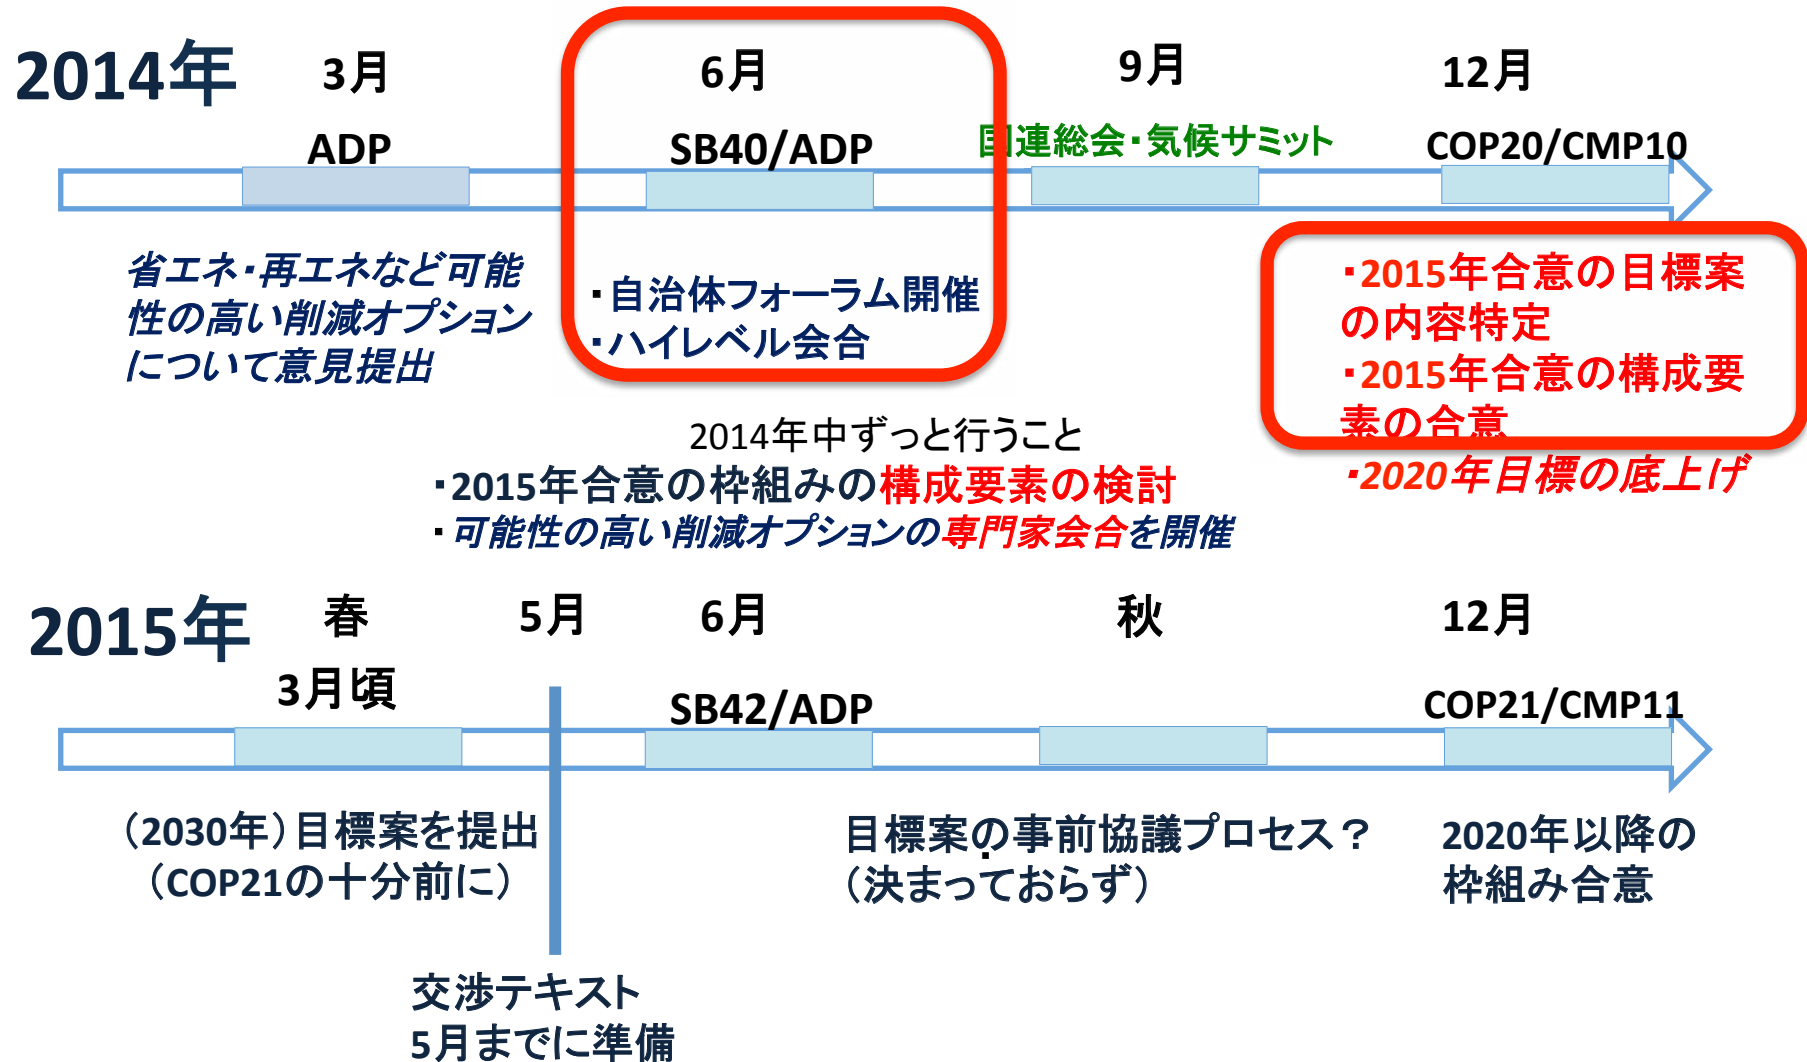 2014年
3月
6月
9月
12月
ADP
SB40/ADP
国連総会・気候サミット
COP20/CMP10
省エネ・再エネなど可能
性の高い削減オプション
について意見提出
・自治体フォーラム開催
・ハイレベル会合
・2015年合意の目標案
の内容特定
・2015年合意の構成要
素の合意
・2020年目標の底上げ
2014年中ずっと行うこと
・2015年合意の枠組みの構成要素の検討
・可能性の高い削減オプションの専門家会合を開催
2015年
春
5月
6月
秋
12月
3月頃
SB42/ADP
COP21/CMP11
（2030年）目標案を提出
（COP21の十分前に）
目標案の事前協議プロセス？
（決まっておらず）
2020年以降の
枠組み合意
交渉テキスト
5月までに準備